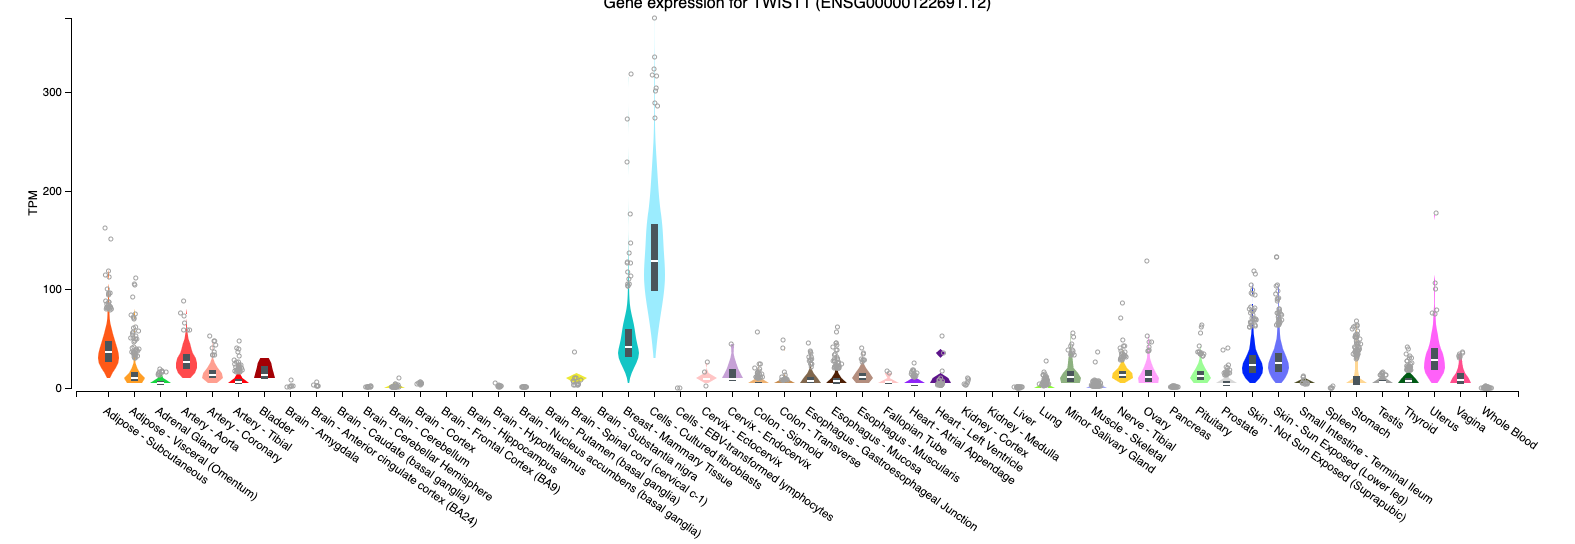 Gene expression for TWIST1 (ENSG00000122691.12)
TPM
300
200
100
0
Adipose - Subcutaneous
Adipose - Visceral (Omentum)
Adrenal Gland
Artery - Aorta
Artery - Coronary
Artery - Tibial
Bladder
Brain - Amygdala
Brain - Anterior cingulate cortex (BA24)
Brain - Caudate (basal ganglia)
Brain - Cerebellar Hemisphere
Brain - Cerebellum
Brain - Cortex
Brain - Frontal Cortex (BA9)
Brain - Hippocampus
Brain - Hypothalamus
Brain - Nucleus accumbens (basal ganglia)
Brain - Putamen (basal ganglia)
Brain - Spinal cord (cervical c-1)
Brain - Substantia nigra
Breast - Mammary Tissue
Cells - Cultured fibroblasts
Cells - EBV-transformed lymphocytes
Cervix - Ectocervix
Cervix - Endocervix
Colon - Sigmoid
Colon - Transverse
Esophagus - Gastroesophageal Junction
Esophagus - Mucosa
Esophagus - Muscularis
Fallopian Tube
Heart - Atrial Appendage
Heart - Left Ventricle
Kidney - Cortex
Kidney - Medulla
Liver
Lung
Minor Salivary Gland
Muscle - Skeletal
Nerve - Tibial
Ovary
Pancreas
Pituitary
Prostate
Skin - Not Sun Exposed (Suprapubic)
Skin - Sun Exposed (Lower leg)
Small Intestine - Terminal Ileum
Spleen
Stomach
Testis
Thyroid
Uterus
Vagina
Whole Blood